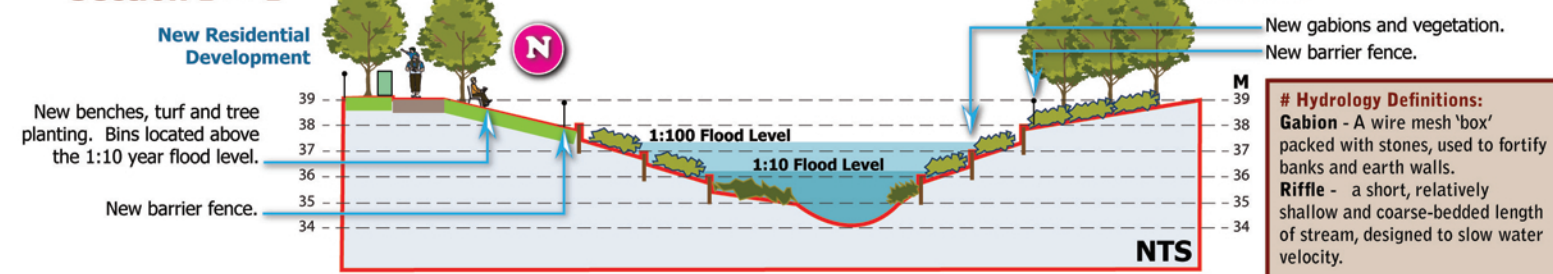 New Residential
Development
N
New benches, turf and tree
planting.  Bins located above
the 1:10 year flood level.
New barrier fence.
39
38
37
36
35
34
1:100 Flood Level
1:10 Flood Level
NTS
M
39
38
37
36
35
34
New gabions and vegetation.
New barrier fence.
# Hydrology Definitions:
Gabion - A wire mesh ‘box’
packed with stones, used to fortify
banks and earth walls.
Riffle -   a short, relatively
shallow and coarse-bedded length
of stream, designed to slow water
velocity.